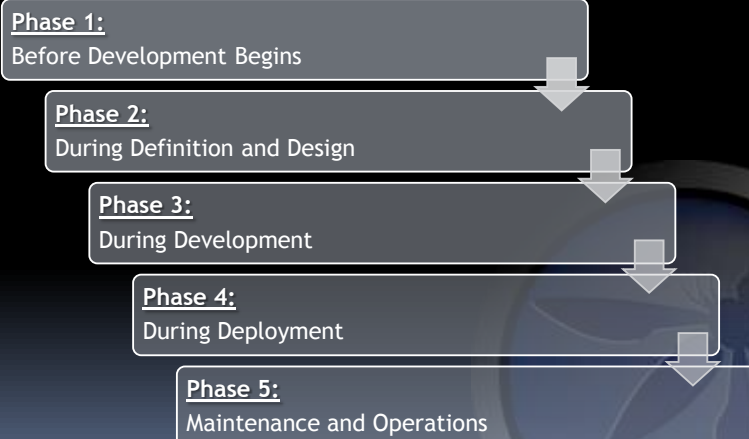 Phase 1:
Before Development Begins
Phase 2:
During Definition and Design
Phase 3:
During Development
Phase 4:
During Deployment
Phase 5:
Maintenance and Operations